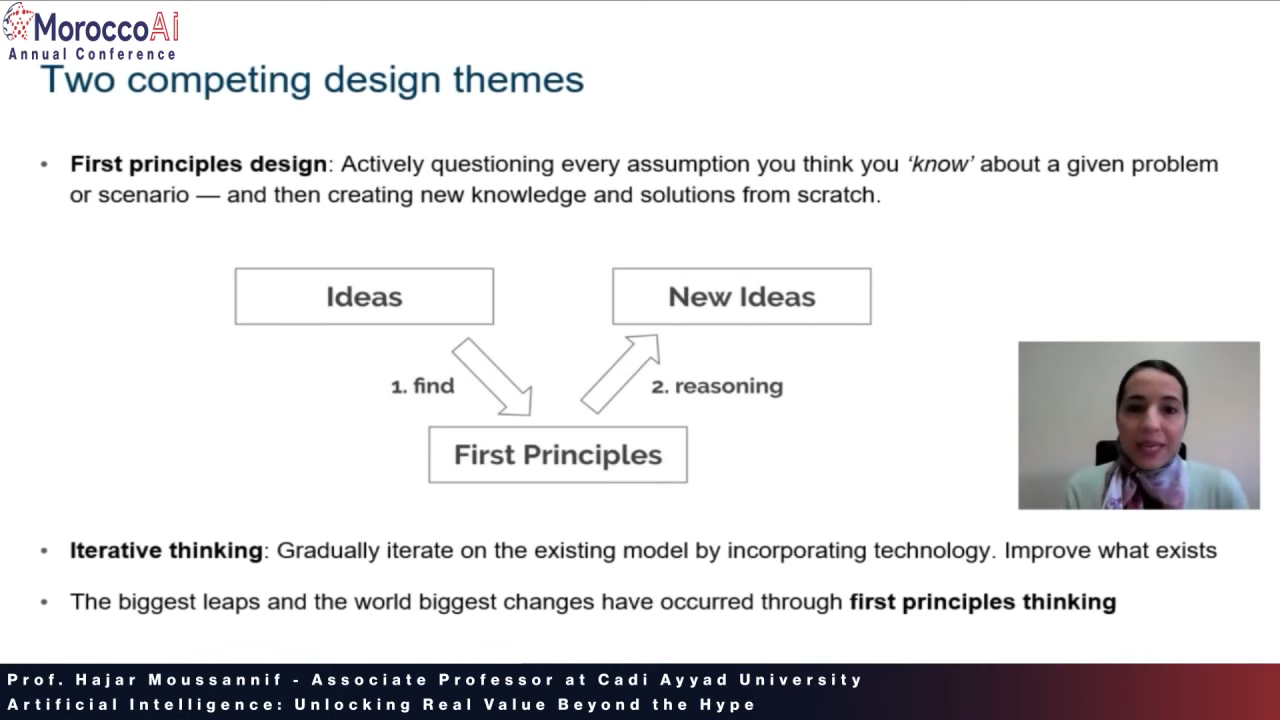 MoroccoAi
Annual Conference
Two competing design themes
• First principles design: Actively questioning every assumption you think you ‘know’ about a given problem
or scenario — and then creating new knowledge and solutions from scratch.
Ideas
New Ideas
1. find
2. reasoning
First Principles
• Iterative thinking: Gradually iterate on the existing model by incorporating technology. Improve what exists
• The biggest leaps and the world biggest changes have occurred through first principles thinking
Prof. Hajar Moussannif - Associate Professor at Cadi Ayyad University
Artificial Intelligence: Unlocking Real Value Beyond the Hype